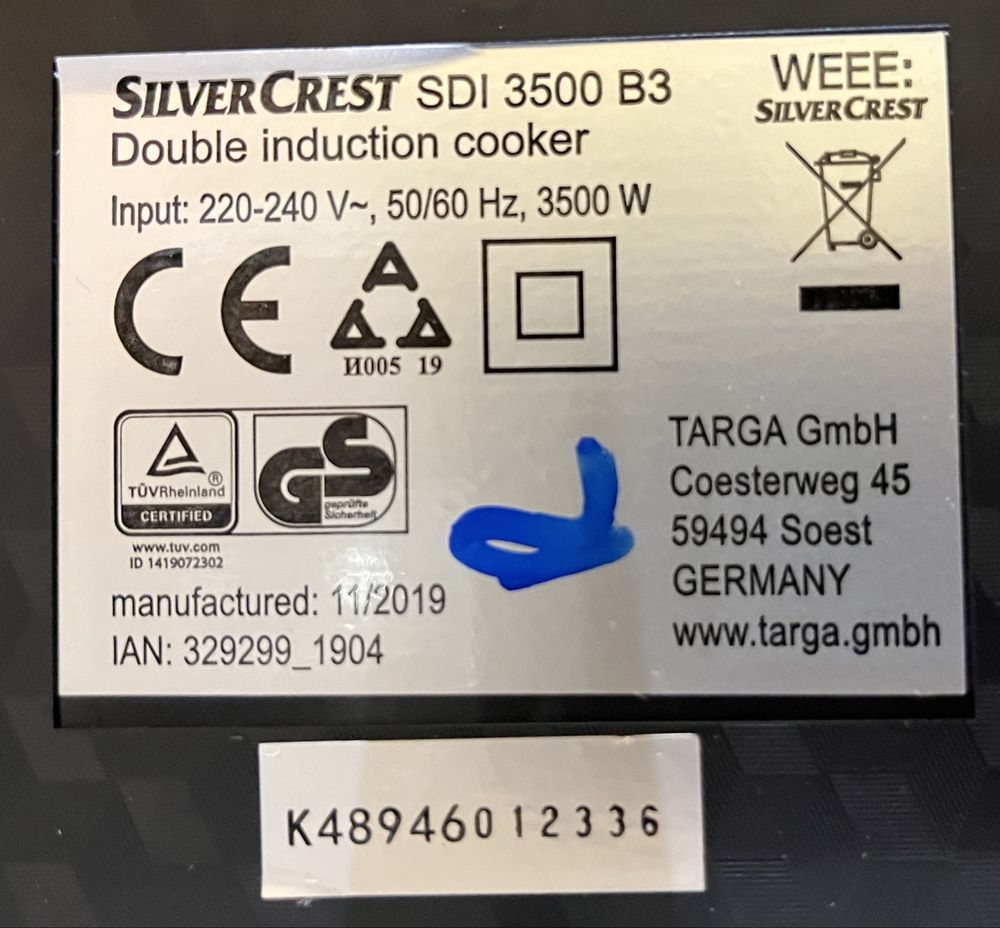 SILVERCREST SDI 3500 B3
Double induction cooker
Input: 220-240 V~, 50/60 Hz, 3500 W
WEEE:
SILVERCREST
CE
И005 19
TÜVRheinland®
CERTIFIED
GS
geprüfte
Sicherheit
www.tuv.com
ID 1419072302
manufactured: 11/2019
IAN: 329299_1904
TARGA GmbH
Coesterweg 45
59494 Soest
GERMANY
www.targa.gmbh
K48946012336